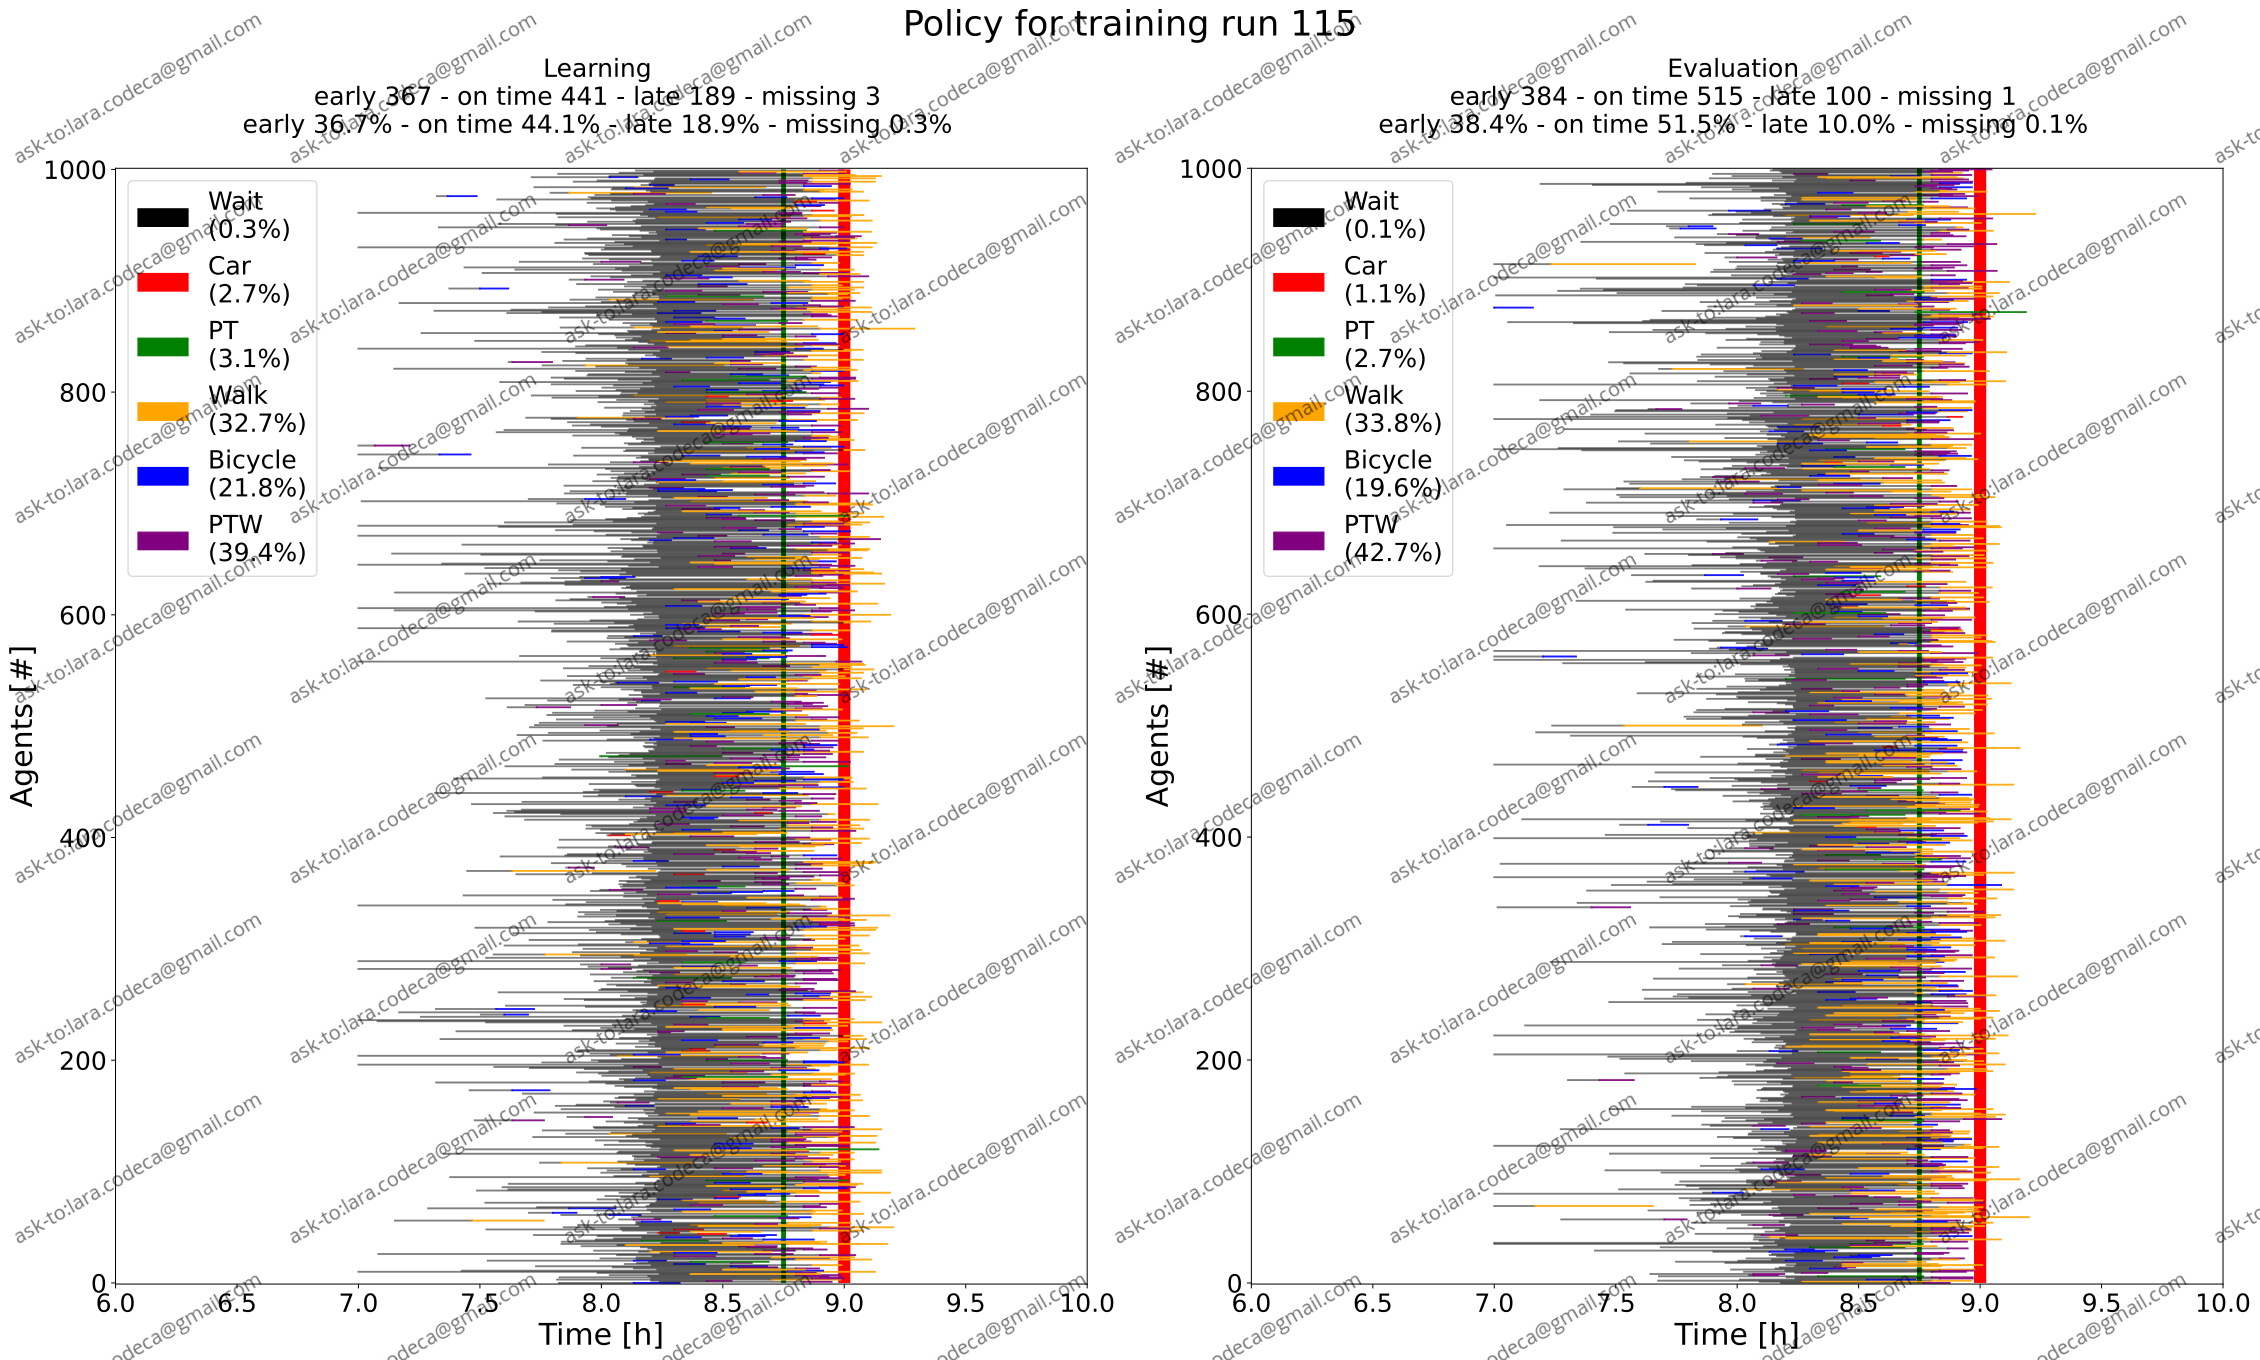 Policy for training run 115
Learning
early 367 - on time 441 - late 189 - missing 3
early 36.7% - on time 44.1% - late 18.9% - missing 0.3%
Evaluation
early 384 - on time 515 - late 100 - missing 1
early 38.4% - on time 51.5% - late 10.0% - missing 0.1%
Agents [#]
1000
800
600
400
200
0
Wait
(0.3%)
Car
(2.7%)
PT
(3.1%)
Walk
(32.7%)
Bicycle
(21.8%)
PTW
(39.4%)
6.0 6.5 7.0 7.5 8.0 8.5 9.0 9.5 10.0
Time [h]
Agents [#]
1000
800
600
400
200
0
Wait
(0.1%)
Car
(1.1%)
PT
(2.7%)
Walk
(33.8%)
Bicycle
(19.6%)
PTW
(42.7%)
6.0 6.5 7.0 7.5 8.0 8.5 9.0 9.5 10.0
Time [h]
ask-to:lara.codeca@gmail.com